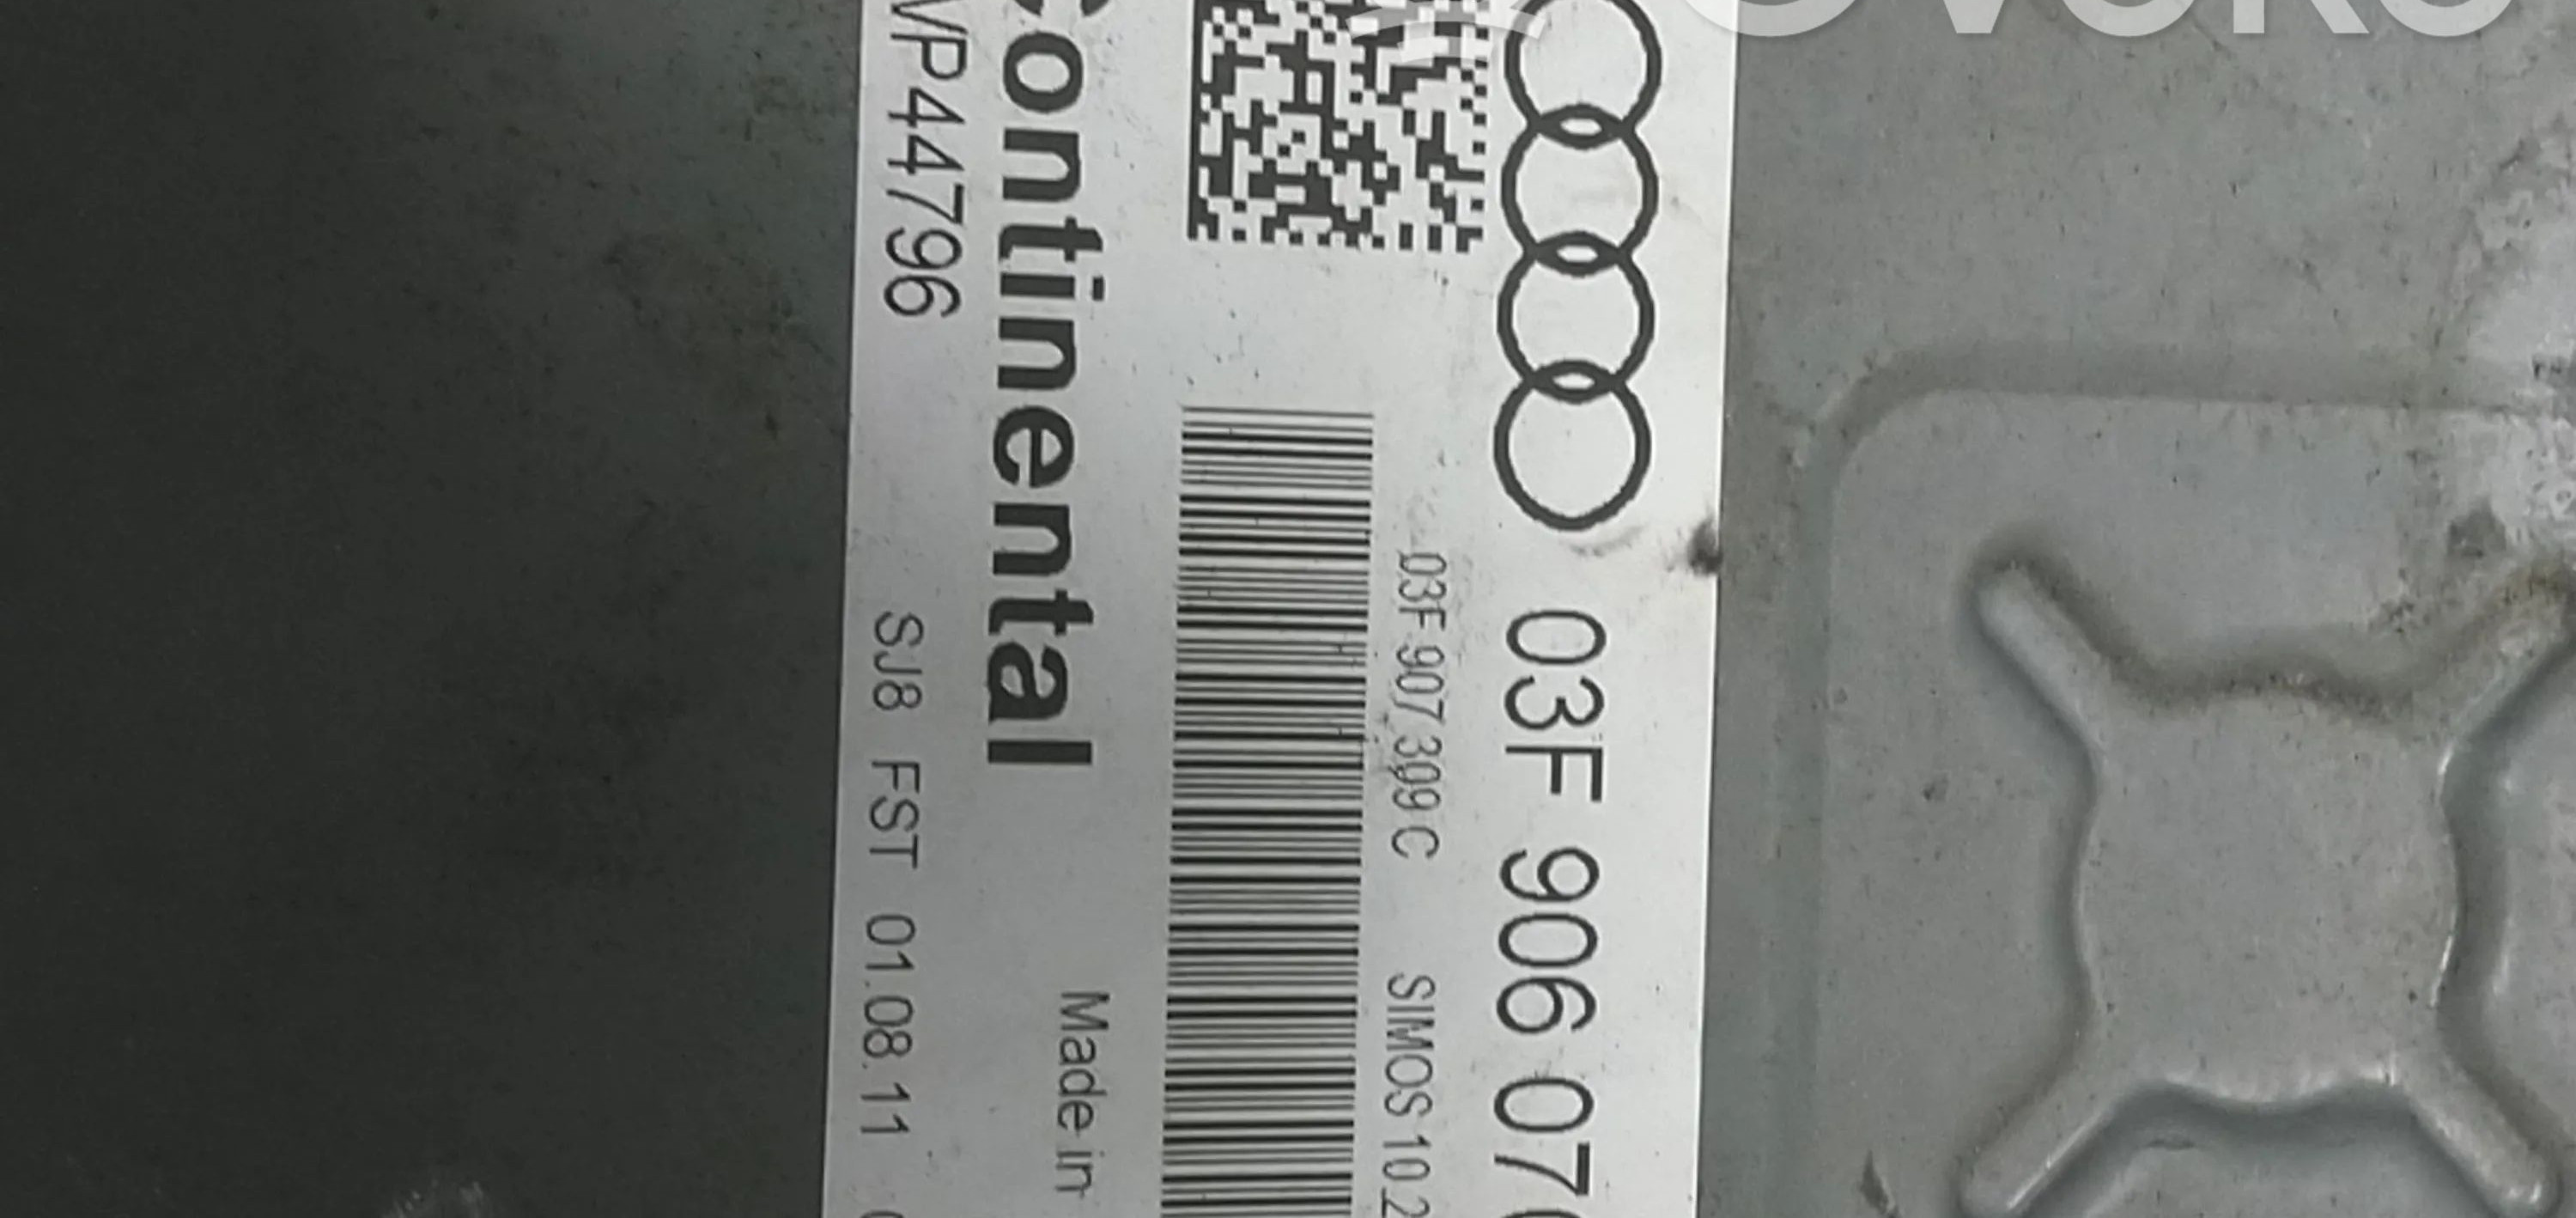 03F 906 07
03F 907 309 C SIMOS 10.2
Continental Made in
VP44796 SJ8 FST 01.08.11